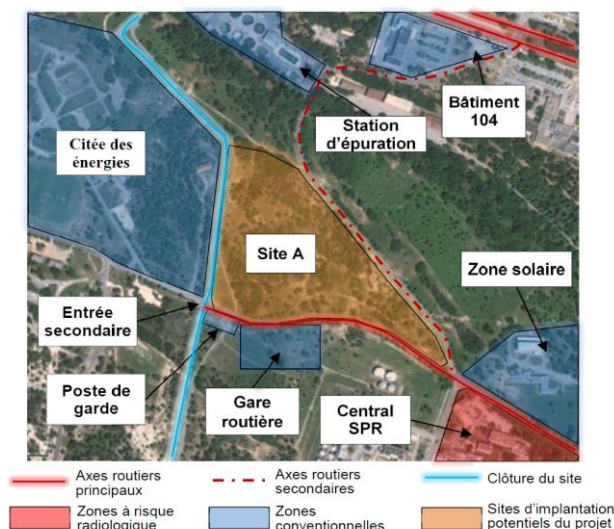 Citée des
énergies
Station
d'épuration
Bâtiment
104
Site A
Zone solaire
Entrée
secondaire
Poste de
garde
Gare
routière
Central
SPR
Axes routiers
principaux
Axes routiers
secondaires
Clôture du site
Zones à risque
radiologique
Zones
conventionnelles
Sites d'implantation
potentiels du projet